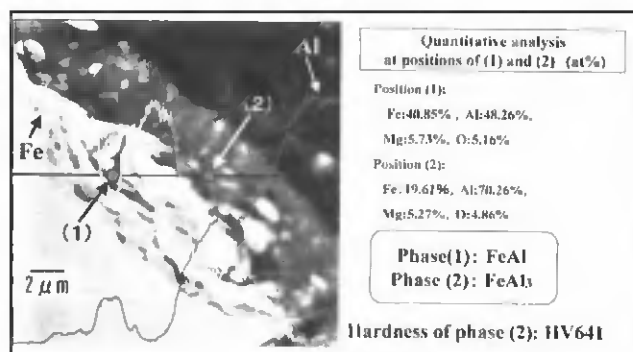 Al
(2)
Fe
(1)
2 μm
Quantitative analysis
at positions of (1) and (2) (at%)
Position (1):
Fe:40.85%, Al:48.26%,
Mg:5.73%, O:5.16%
Position (2):
Fe:19.61%, Al:70.26%,
Mg:5.27%, O:4.86%
Phase(1): FeAl
Phase (2): FeAl₃
Hardness of phase (2): HV641